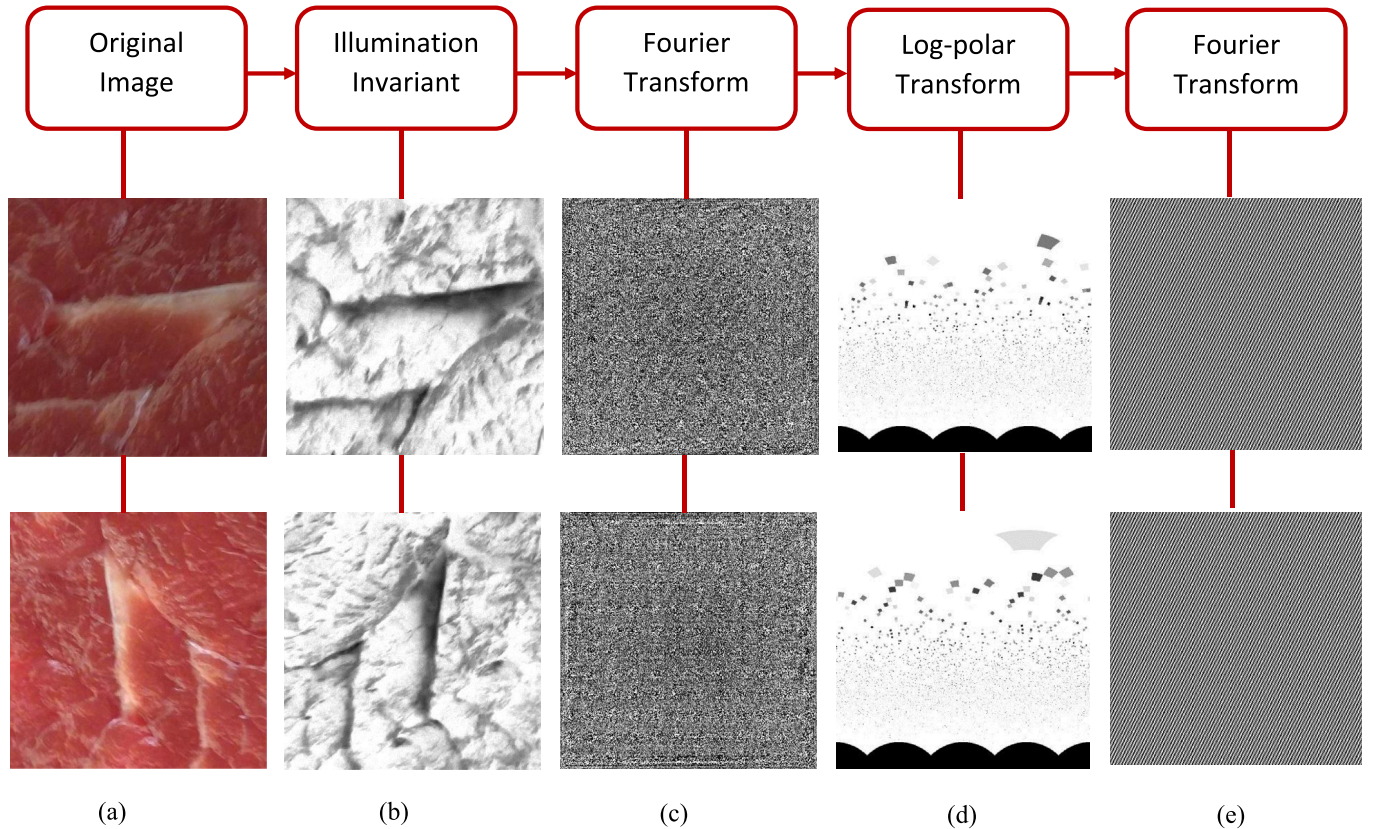 Original
Image
Illumination
Invariant
Fourier
Transform
Log-polar
Transform
Fourier
Transform
(a)
(b)
(c)
(d)
(e)